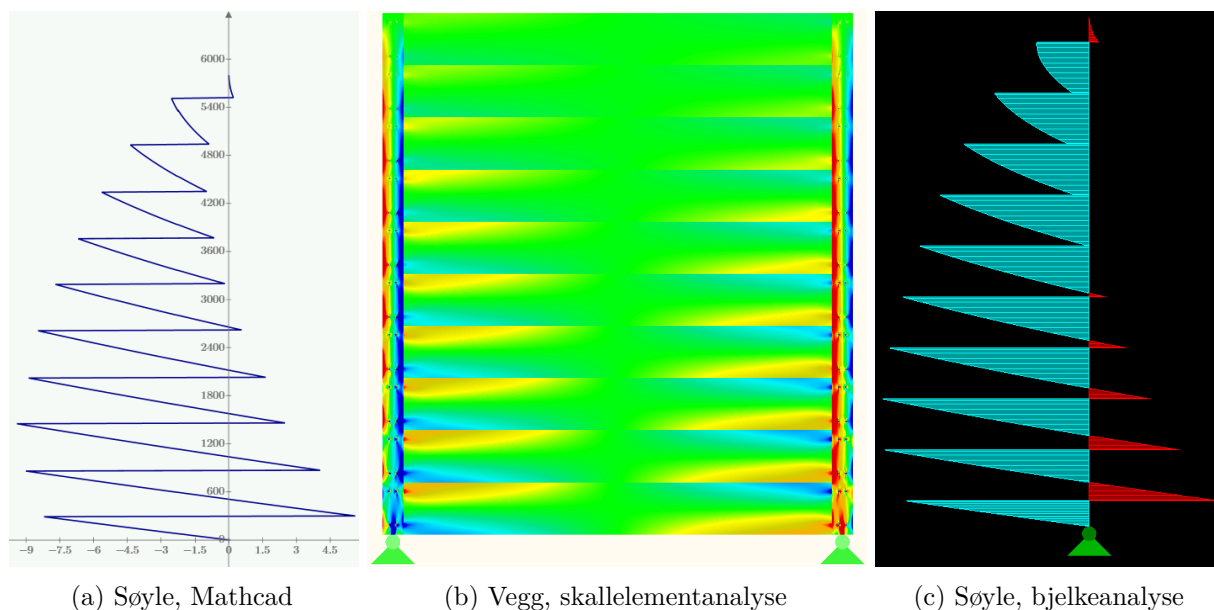 6000
5400
4800
4200
3600
3000
2400
1800
1200
600
0
-9 -7.5 -6 -4.5 -3 -1.5 0 1.5 3 4.5
(a) Søyle, Mathcad
(b) Vegg, skallelementanalyse
(c) Søyle, bjelkeanalyse